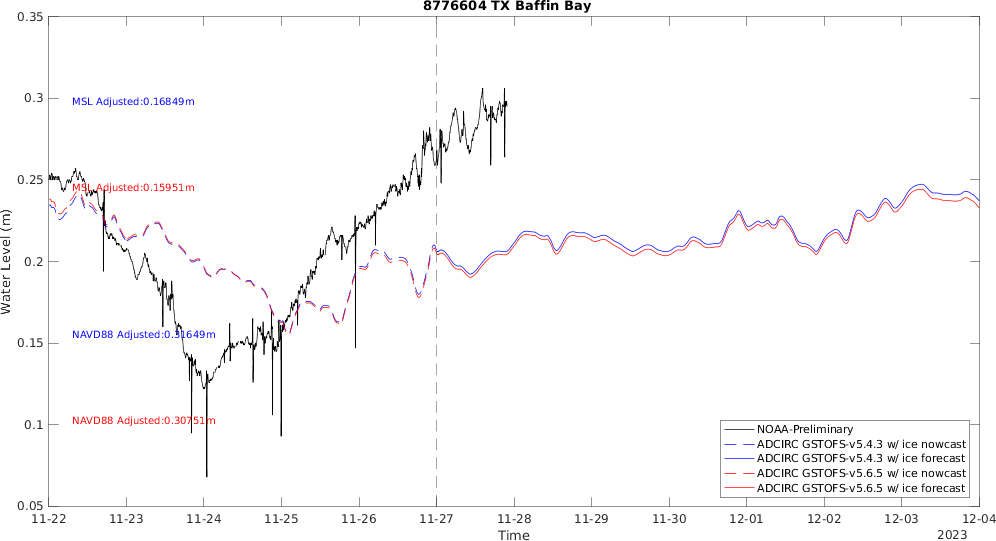 8776604 TX Baffin Bay
0.35
0.3
0.25
0.2
0.15
0.1
0.05
Water Level (m)
MSL Adjusted:0.16849m
MSL Adjusted:0.15951m
NAVD88 Adjusted:0.31649m
NAVD88 Adjusted:0.30751m
NOAA-Preliminary
ADCIRC GSTOFS-v5.4.3 w/ ice nowcast
ADCIRC GSTOFS-v5.4.3 w/ ice forecast
ADCIRC GSTOFS-v5.6.5 w/ ice nowcast
ADCIRC GSTOFS-v5.6.5 w/ ice forecast
11-22 11-23 11-24 11-25 11-26 11-27 11-28 11-29 11-30 12-01 12-02 12-03 12-04
Time
2023